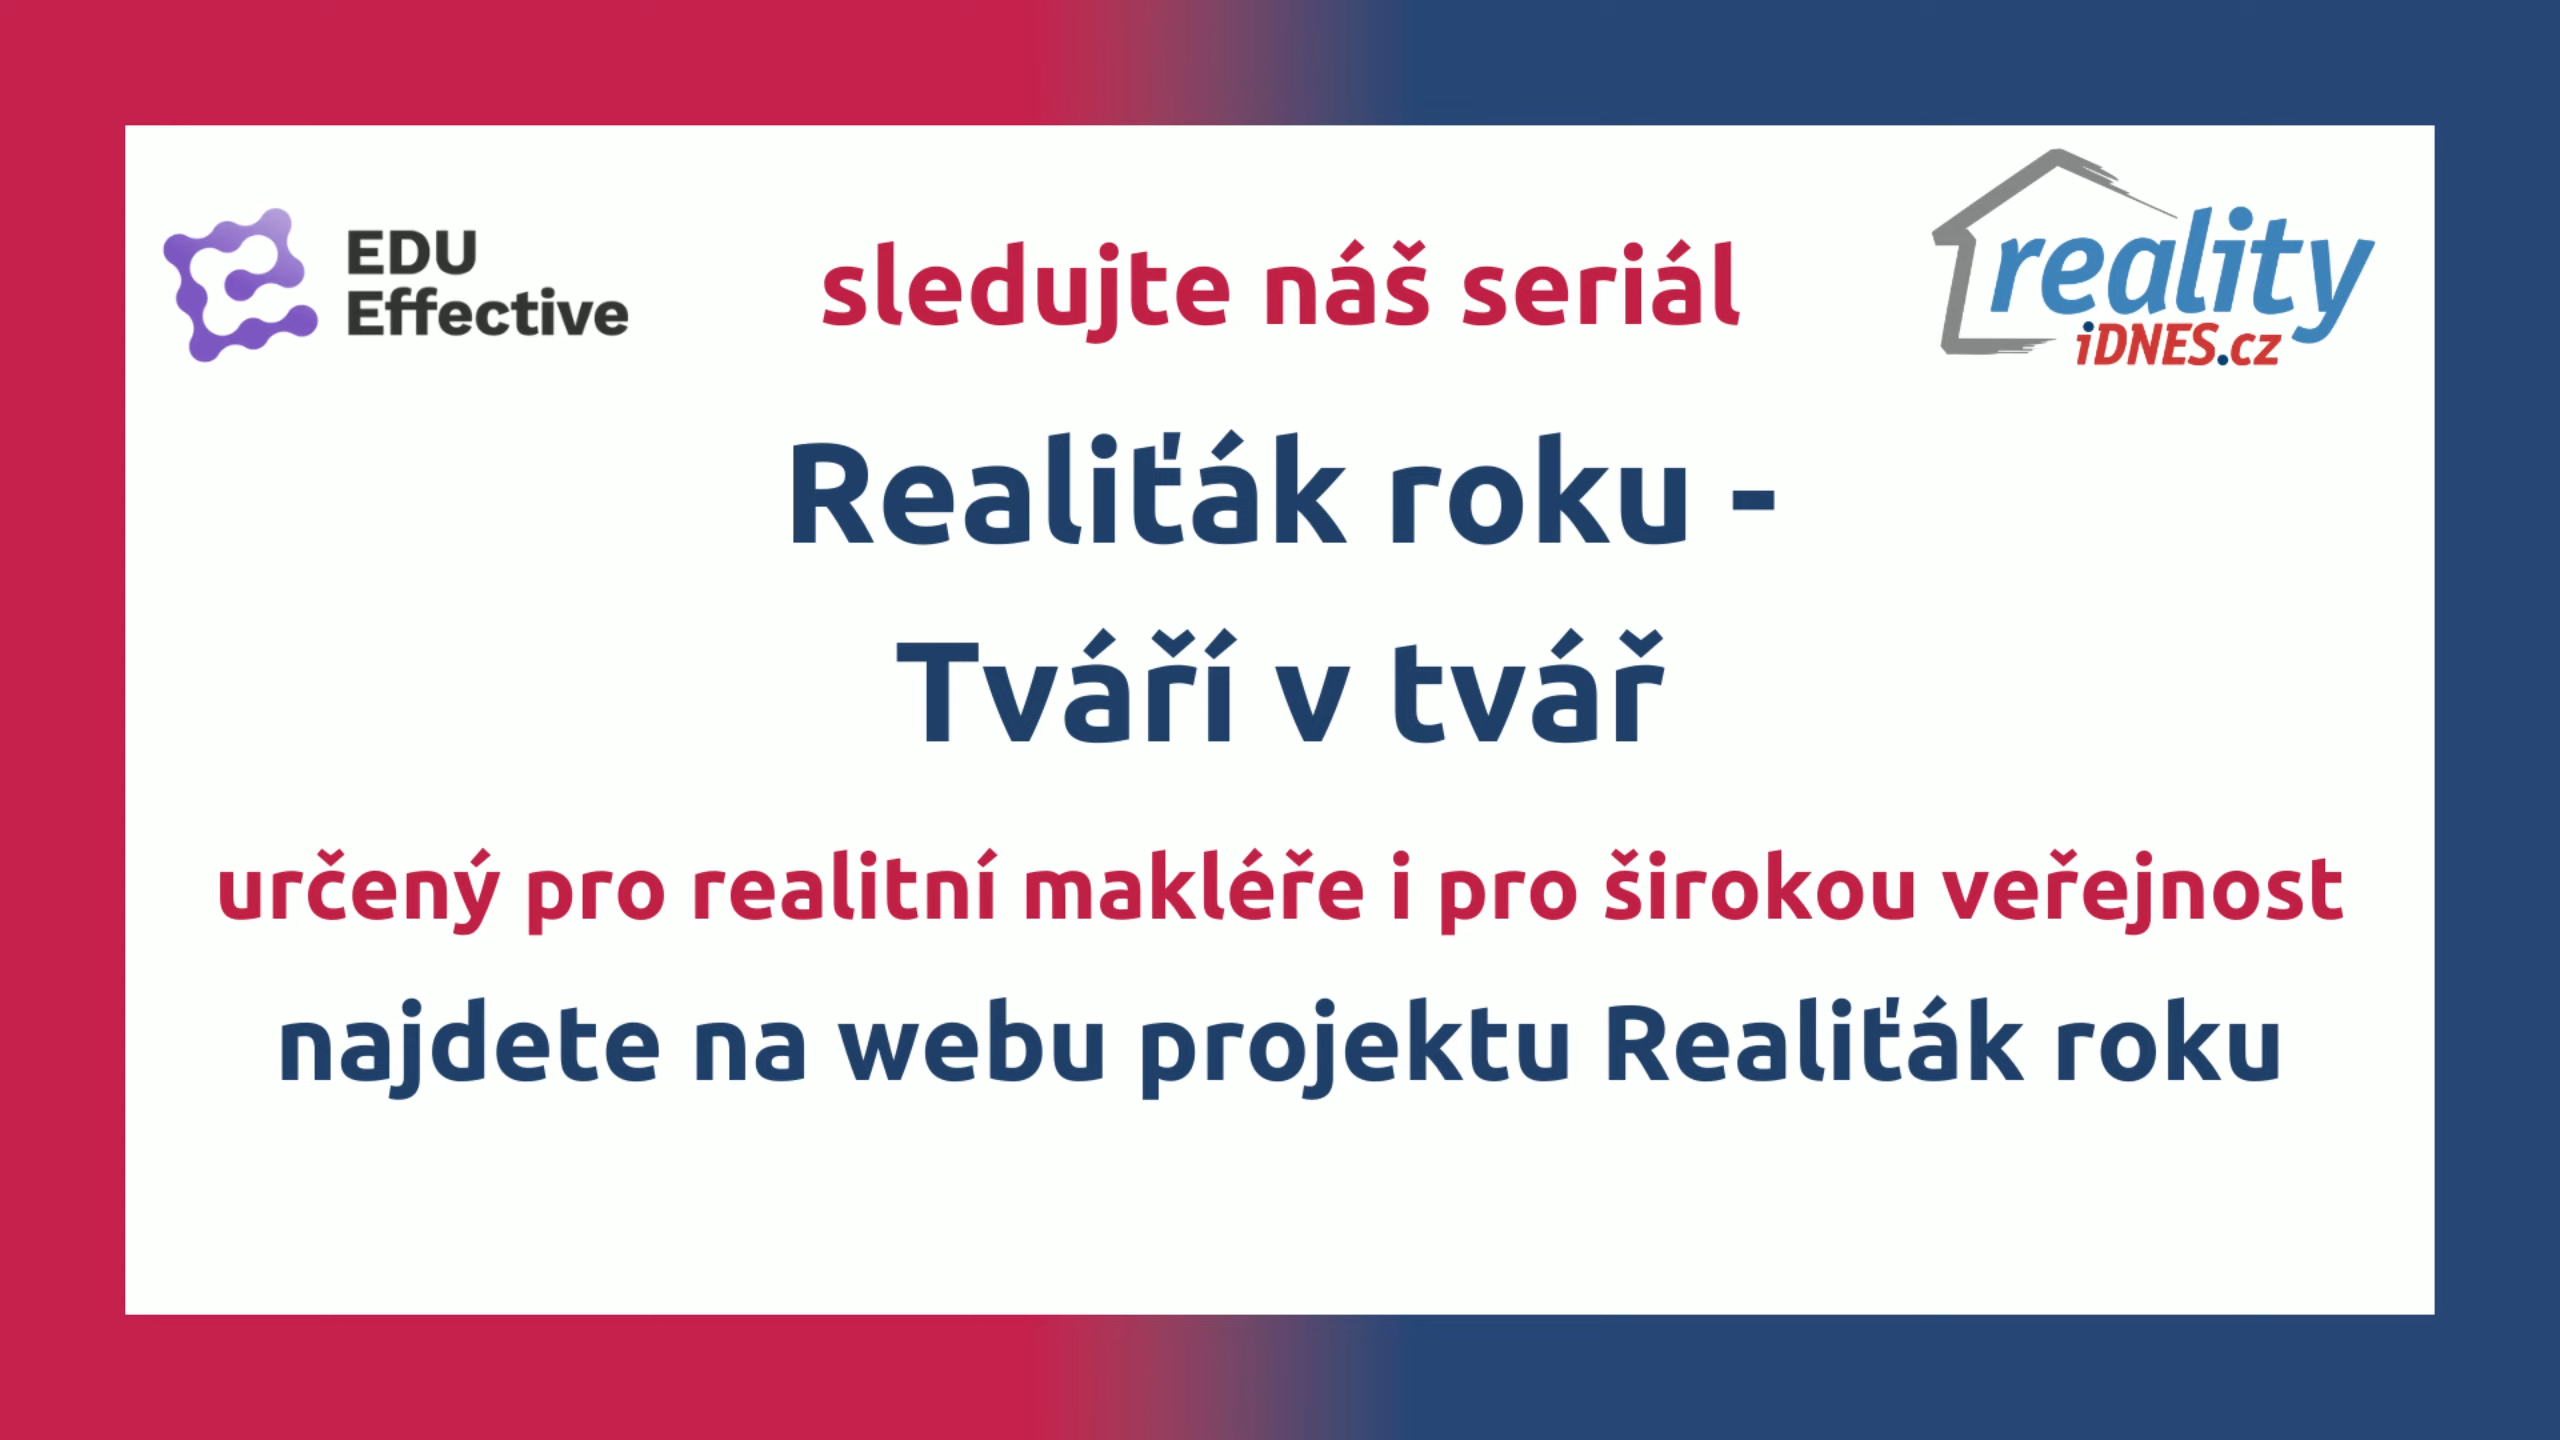 EDU
Effective
sledujte náš seriál
reality
iDNES.cz
Realiťák roku -
Tváří v tvář
určený pro realitní makléře i pro širokou veřejnost
najdete na webu projektu Realiťák roku